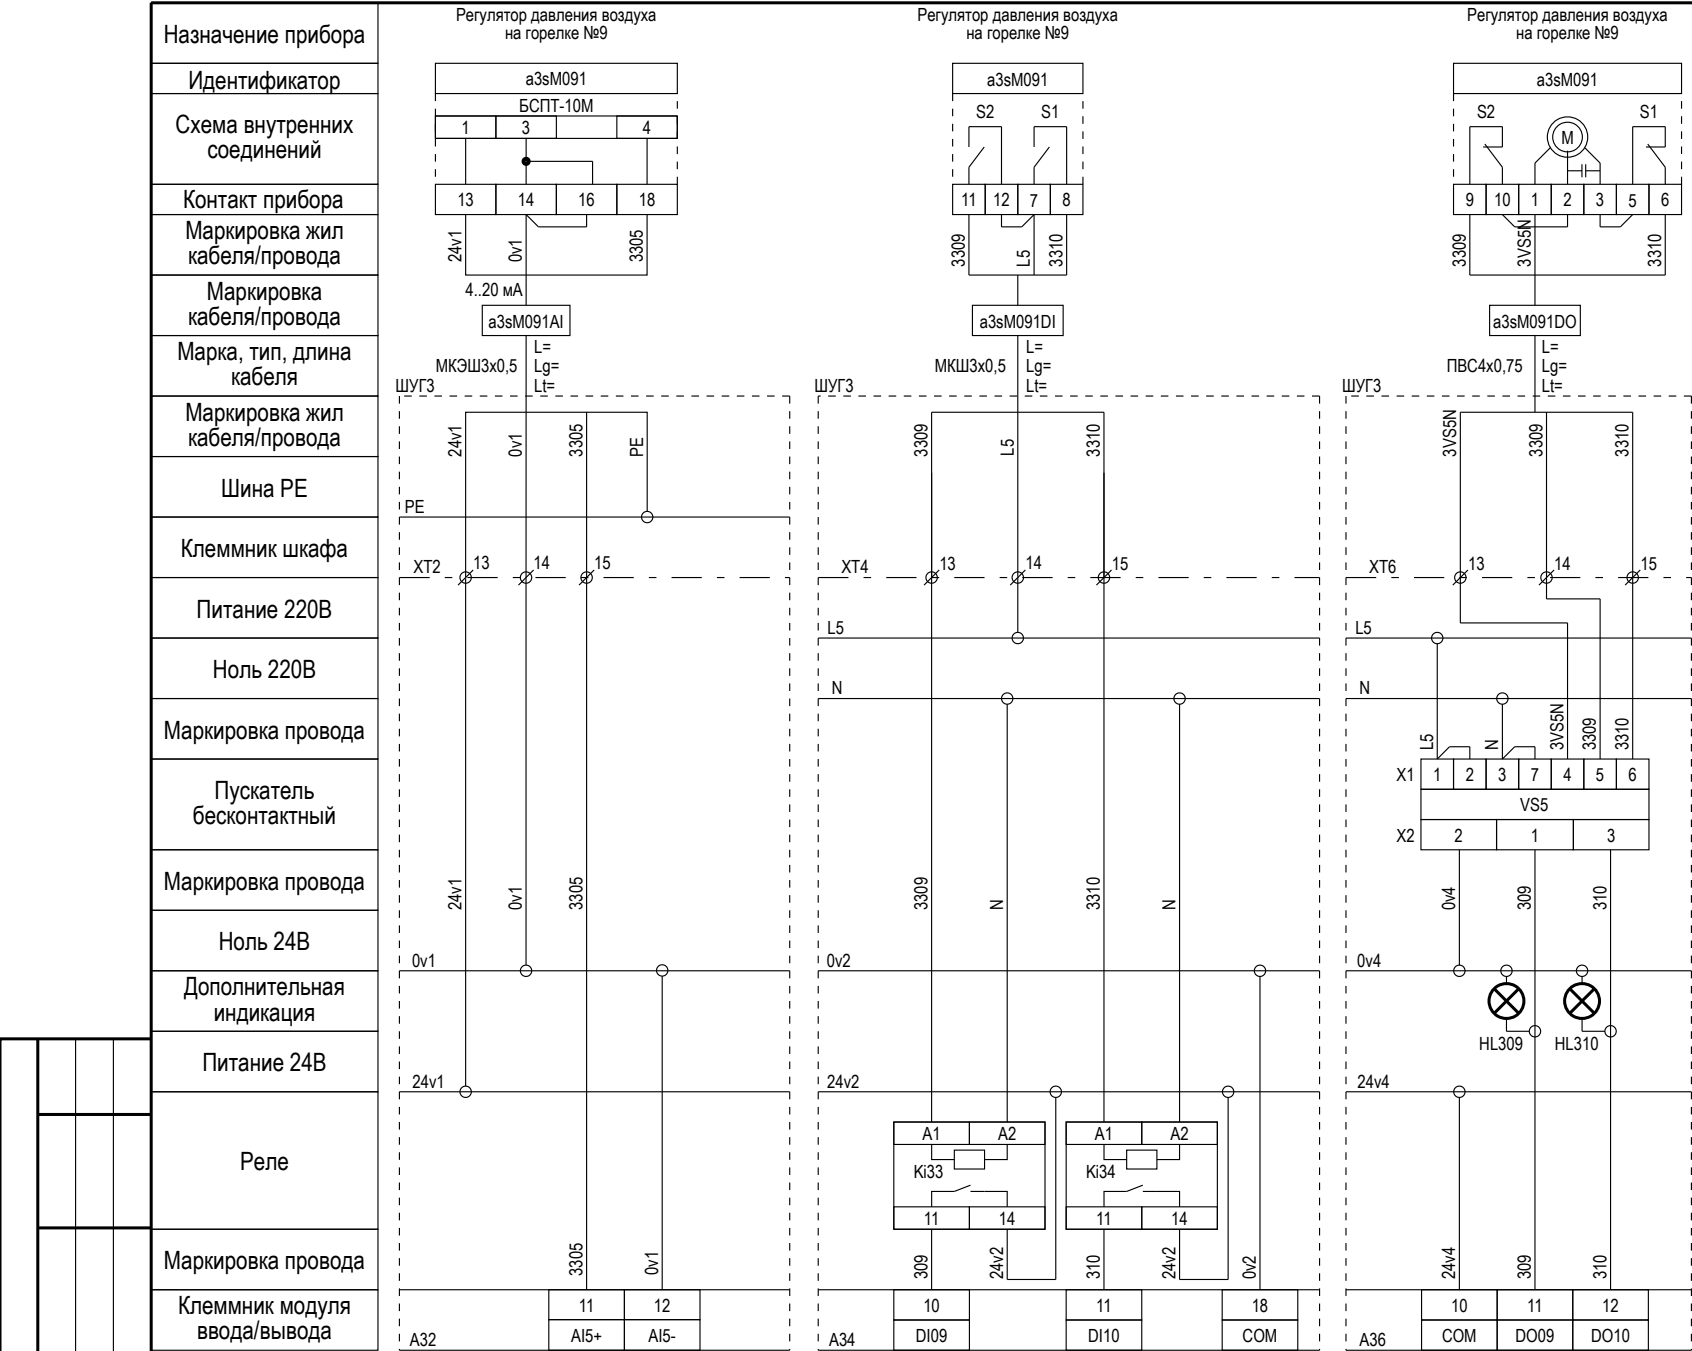 Назначение прибора
Регулятор давления воздуха
на горелке №9
Регулятор давления воздуха
на горелке №9
Регулятор давления воздуха
на горелке №9
Идентификатор
a3sM091
a3sM091
a3sM091
Схема внутренних
соединений
БСПТ-10М
1 3 4
S2 S1
S2 M S1
Контакт прибора
13 14 16 18
11 12 7 8
9 10 1 2 3 5 6
Маркировка жил
кабеля/провода
24v1 0v1 3305
3309 L5 3310
3309 3VS5N 3310
Маркировка
кабеля/провода
4..20 мА
a3sM091AI
a3sM091DI
a3sM091DO
Марка, тип, длина
кабеля
МКЭШ3х0,5
L=
Lg=
Lt=
МКШ3х0,5
L=
Lg=
Lt=
ПВС4х0,75
L=
Lg=
Lt=
ШУГ3
ШУГ3
ШУГ3
Маркировка жил
кабеля/провода
24v1 0v1 3305 PE
3309 L5 3310
3VS5N 3309 3310
Шина PE
PE
Клеммник шкафа
XT2 13 14 15
XT4 13 14 15
XT6 13 14 15
Питание 220В
L5
L5
Ноль 220В
N
N
Маркировка провода
L5 N 3VS5N 3309 3310
Пускатель
бесконтактный
X1 1 2 3 7 4 5 6
VS5
X2 2 1 3
Маркировка провода
24v1 0v1 3305
3309 N 3310 N
0v4 309 310
Ноль 24В
0v1
0v2
0v4
Дополнительная
индикация
HL309 HL310
Питание 24В
24v1
24v2
24v4
Реле
A1 A2
Ki33
11 14
A1 A2
Ki34
11 14
Маркировка провода
3305 0v1
309 24v2 310 24v2 0v2
24v4 309 310
Клеммник модуля
ввода/вывода
A32
11 12
AI5+ AI5-
A34
10 11 18
DI09 DI10 COM
A36
10 11 12
COM DO09 DO10